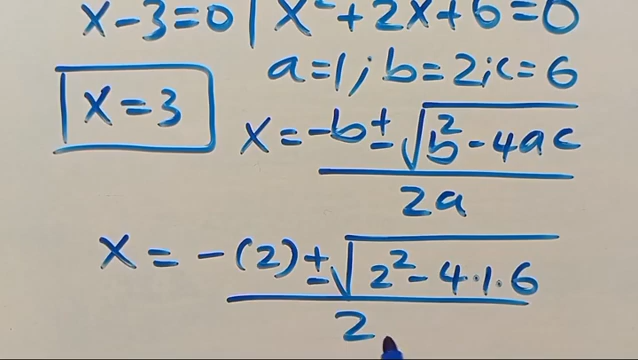 x-3=0 | x²+2x+6=0
a=1; b=2; c=6
x=3
x = -b±√b²-4ac / 2a
x = -(2)±√2²-4·1·6 / 2